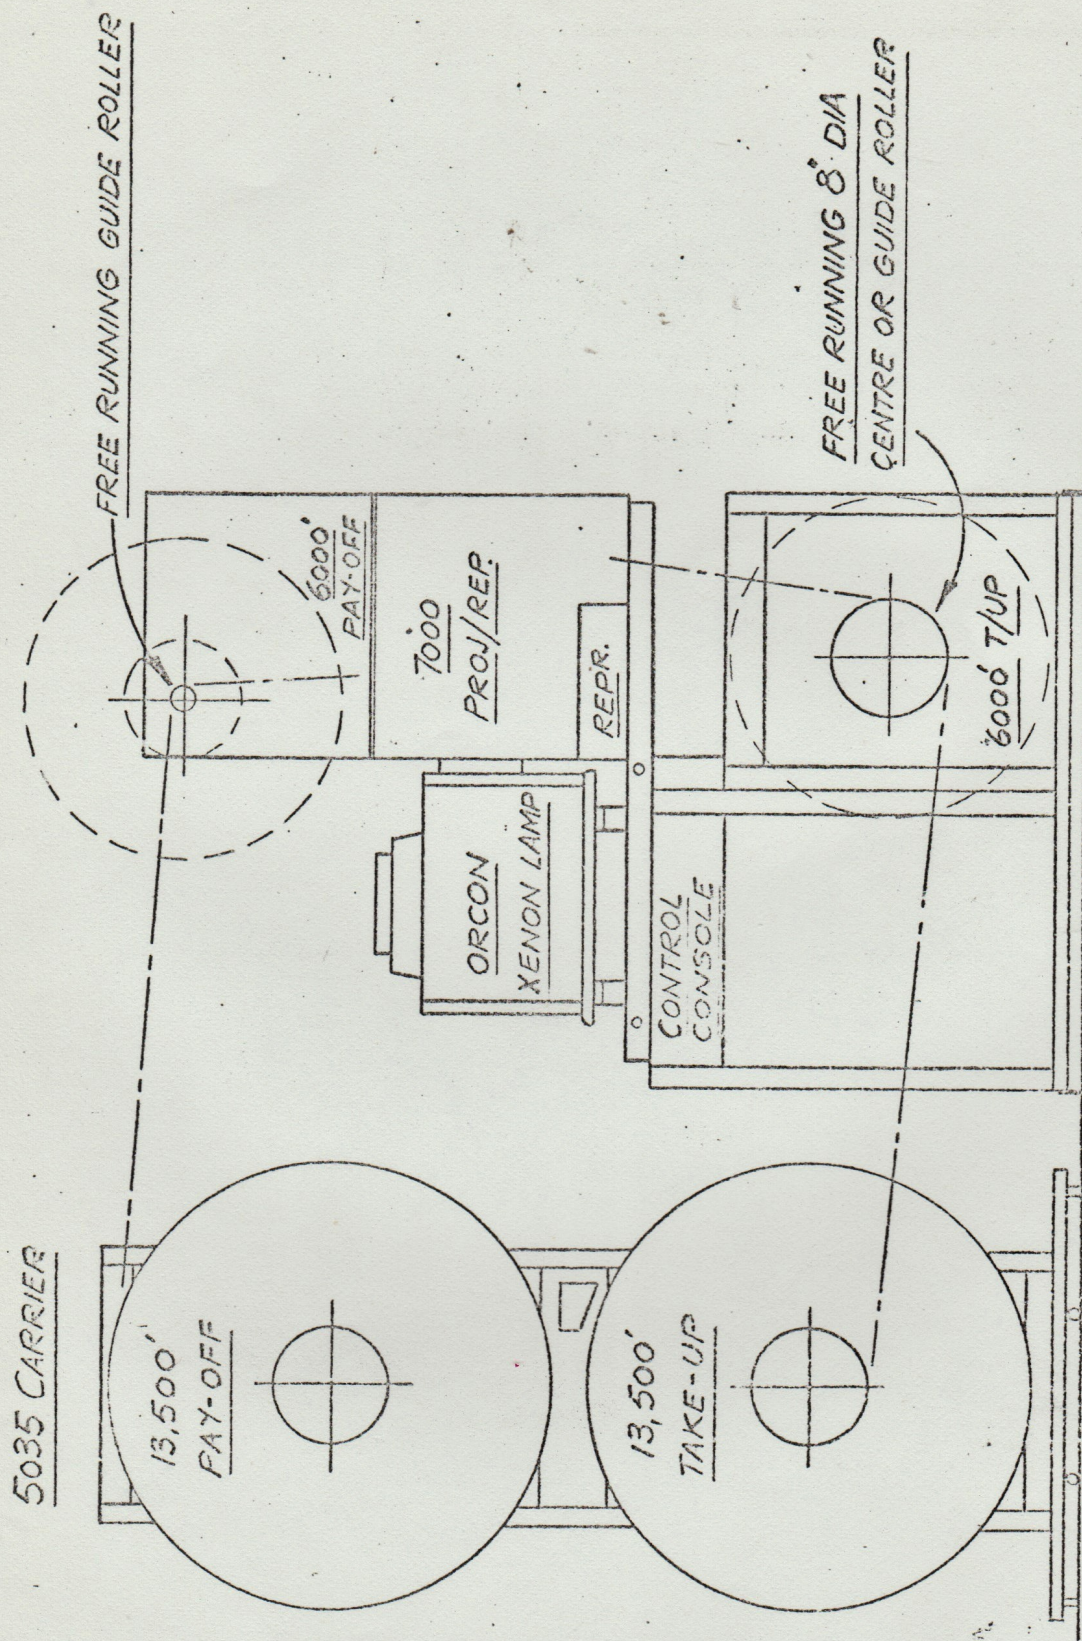 5035 CARRIER
13,500'
PAY-OFF
13,500'
TAKE-UP
FREE RUNNING GUIDE ROLLER
6000'
PAY-OFF
7000
PROJ/REP.
REPR.
ORCON
XENON LAMP
CONTROL
CONSOLE
6000' T/UP
FREE RUNNING 8" DIA
CENTRE OR GUIDE ROLLER